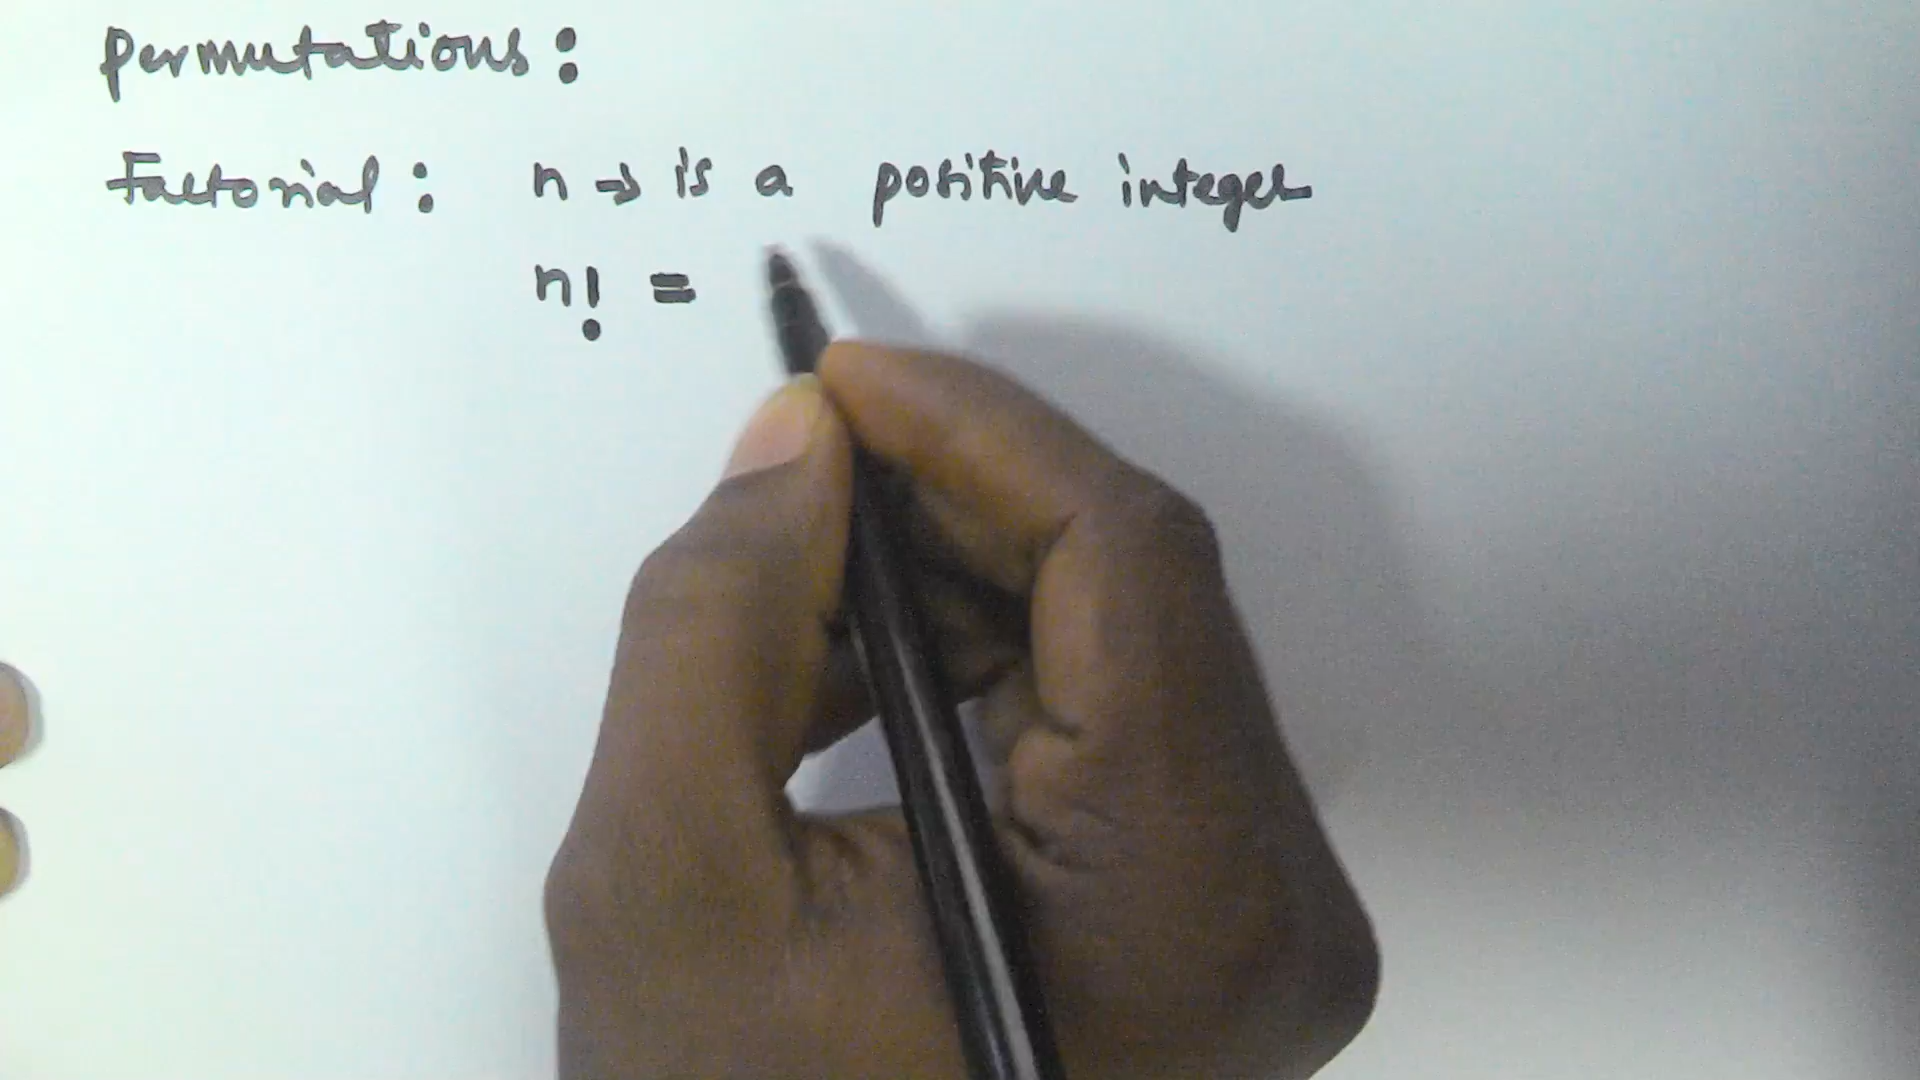 Permutations :
Factorial : n → is a positive integer
n! =